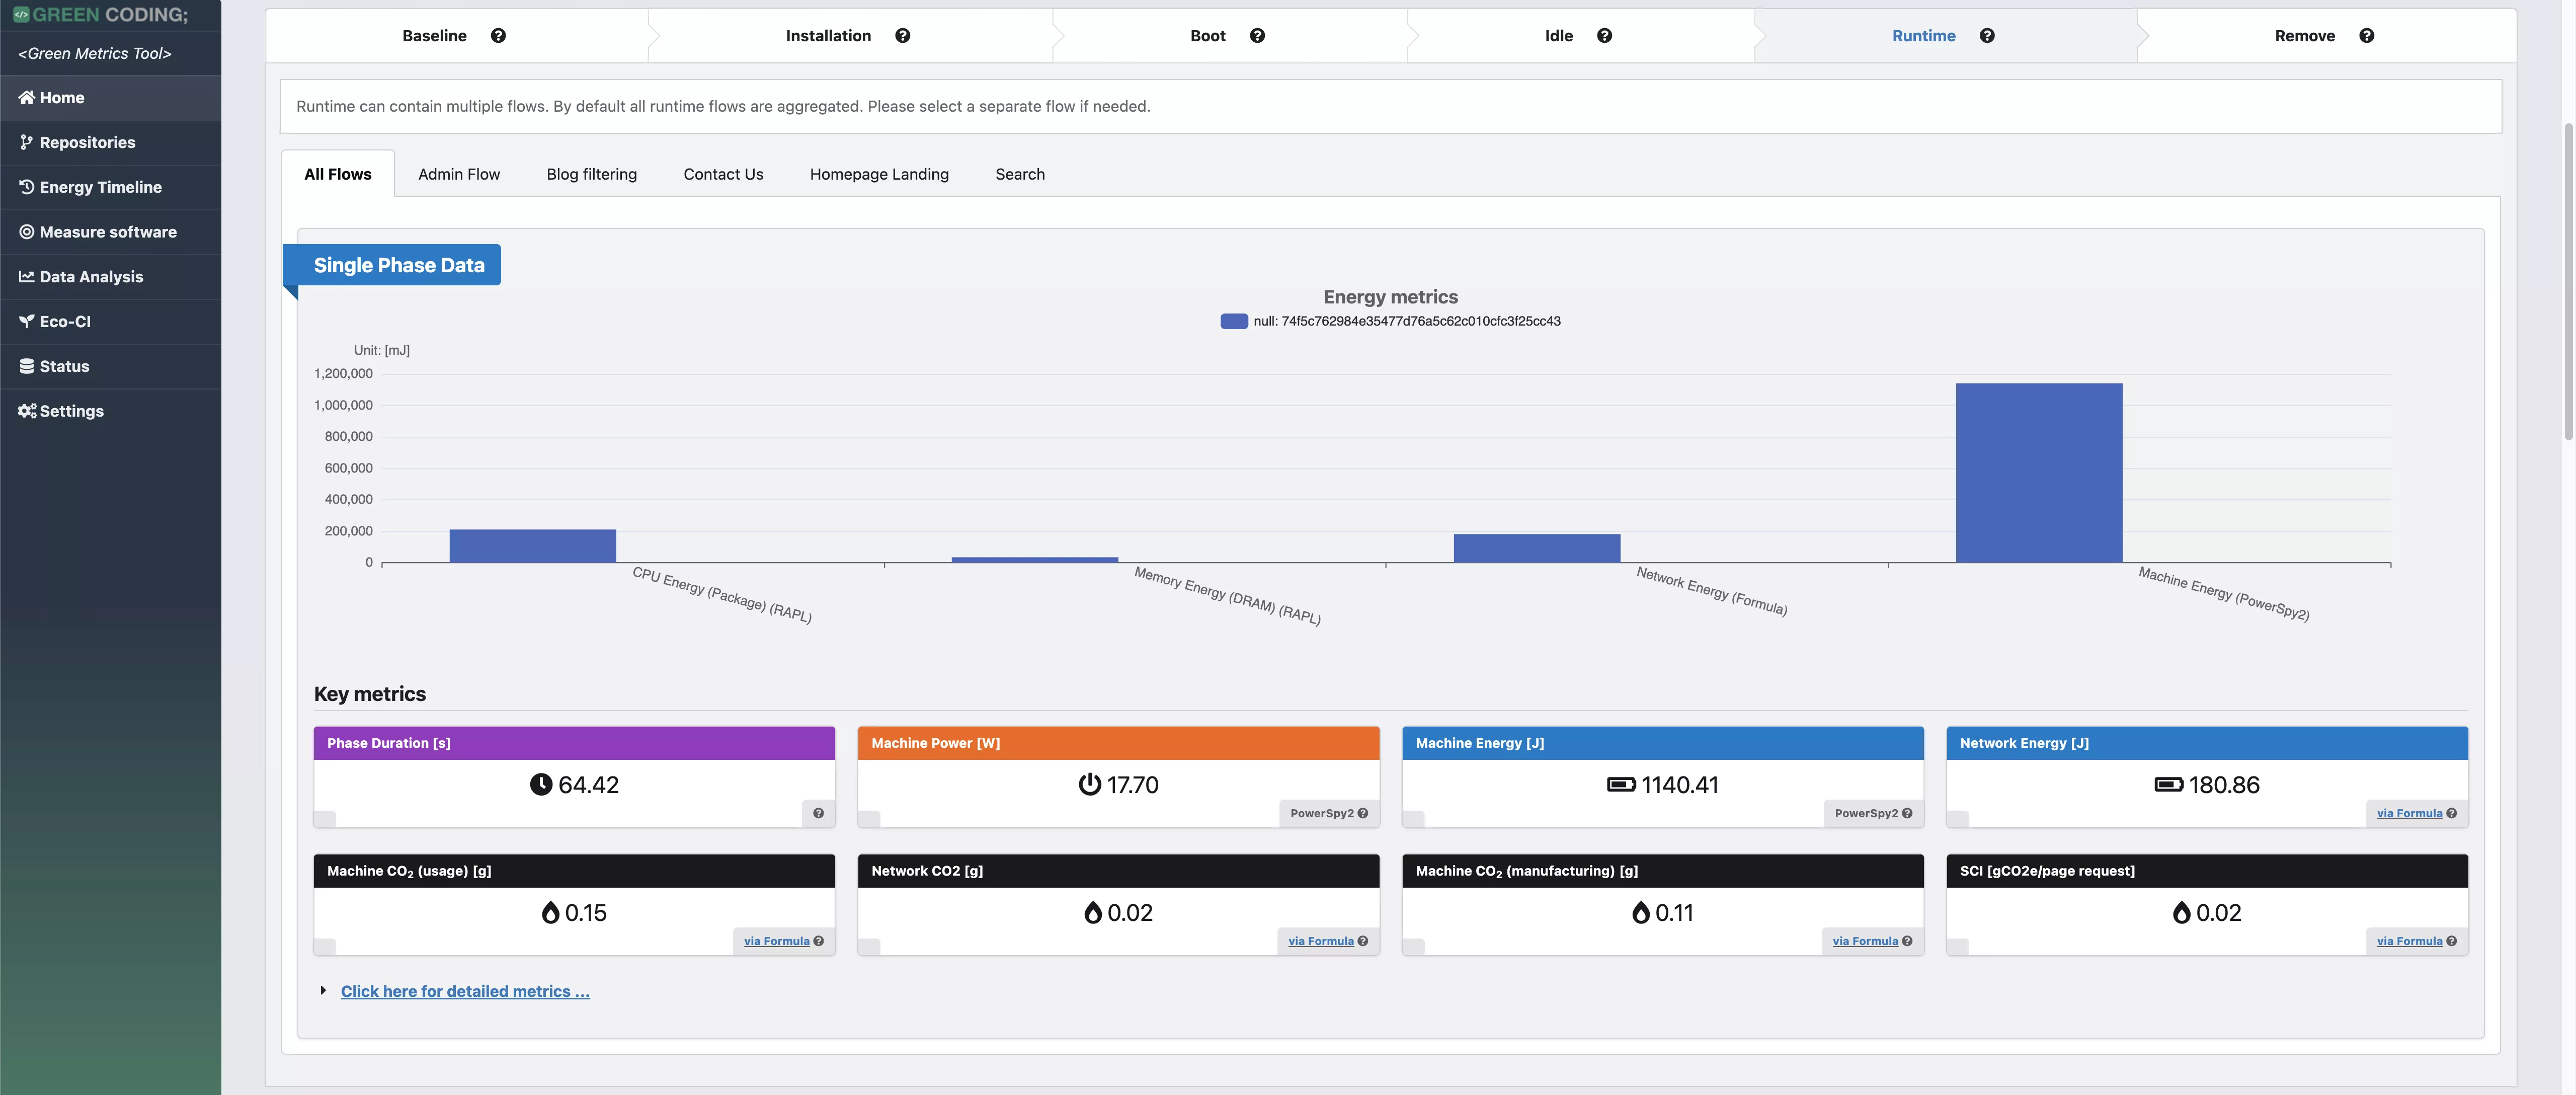 GREEN CODING;
<Green Metrics Tool>
Home
Repositories
Energy Timeline
Measure software
Data Analysis
Eco-CI
Status
Settings
Baseline
Installation
Boot
Idle
Runtime
Remove
Runtime can contain multiple flows. By default all runtime flows are aggregated. Please select a separate flow if needed.
All Flows
Admin Flow
Blog filtering
Contact Us
Homepage Landing
Search
Single Phase Data
Energy metrics
null: 74f5c762984e35477d76a5c62c010cfc3f25cc43
Unit: [mJ]
1,200,000
1,000,000
800,000
600,000
400,000
200,000
0
CPU Energy (Package) (RAPL)
Memory Energy (DRAM) (RAPL)
Network Energy (Formula)
Machine Energy (PowerSpy2)
Key metrics
Phase Duration [s]
64.42
Machine Power [W]
17.70
PowerSpy2
Machine Energy [J]
1140.41
PowerSpy2
Network Energy [J]
180.86
via Formula
Machine CO2 (usage) [g]
0.15
via Formula
Network CO2 [g]
0.02
via Formula
Machine CO2 (manufacturing) [g]
0.11
via Formula
SCI [gCO2e/page request]
0.02
via Formula
Click here for detailed metrics ...